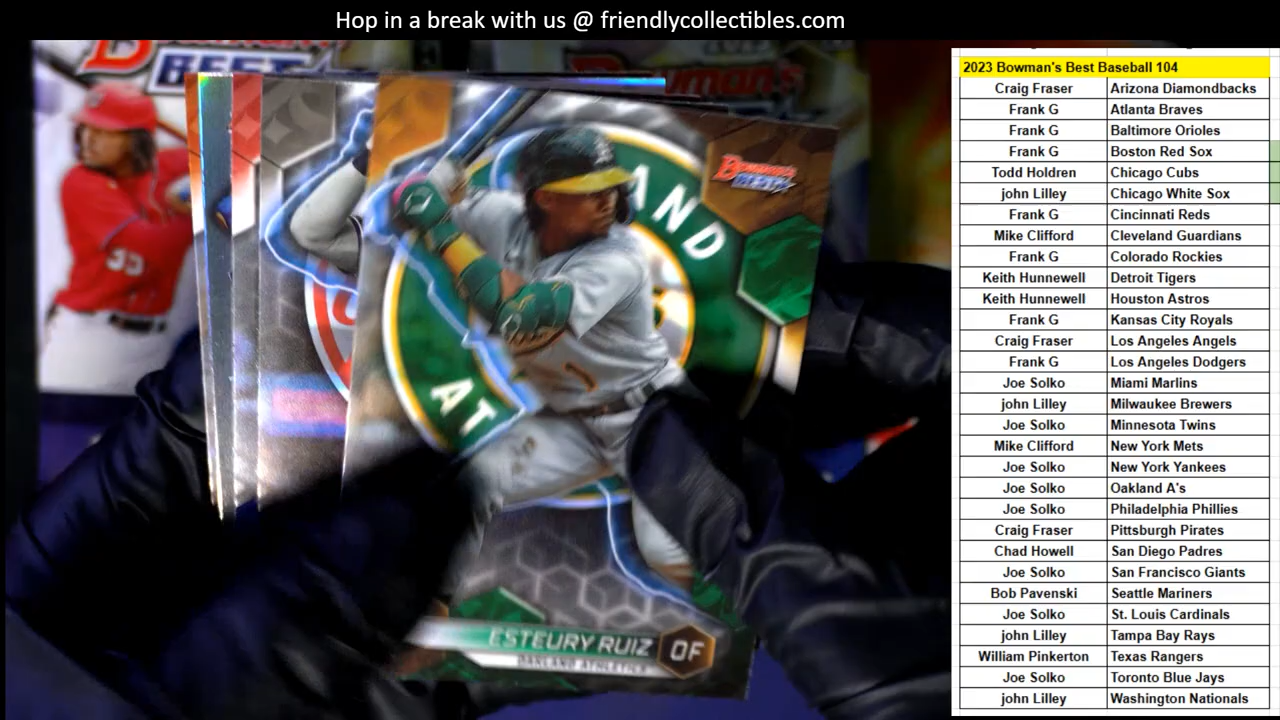 Hop in a break with us @ friendlycollectibles.com
BEST
Bowman's
BEST
AND
AT
ESTEURY RUIZ OF
OAKLAND ATHLETICS
33
2023 Bowman's Best Baseball 104
Craig Fraser Arizona Diamondbacks
Frank G Atlanta Braves
Frank G Baltimore Orioles
Frank G Boston Red Sox
Todd Holdren Chicago Cubs
john Lilley Chicago White Sox
Frank G Cincinnati Reds
Mike Clifford Cleveland Guardians
Frank G Colorado Rockies
Keith Hunnewell Detroit Tigers
Keith Hunnewell Houston Astros
Frank G Kansas City Royals
Craig Fraser Los Angeles Angels
Frank G Los Angeles Dodgers
Joe Solko Miami Marlins
john Lilley Milwaukee Brewers
Joe Solko Minnesota Twins
Mike Clifford New York Mets
Joe Solko New York Yankees
Joe Solko Oakland A's
Joe Solko Philadelphia Phillies
Craig Fraser Pittsburgh Pirates
Chad Howell San Diego Padres
Joe Solko San Francisco Giants
Bob Pavenski Seattle Mariners
Joe Solko St. Louis Cardinals
john Lilley Tampa Bay Rays
William Pinkerton Texas Rangers
Joe Solko Toronto Blue Jays
john Lilley Washington Nationals